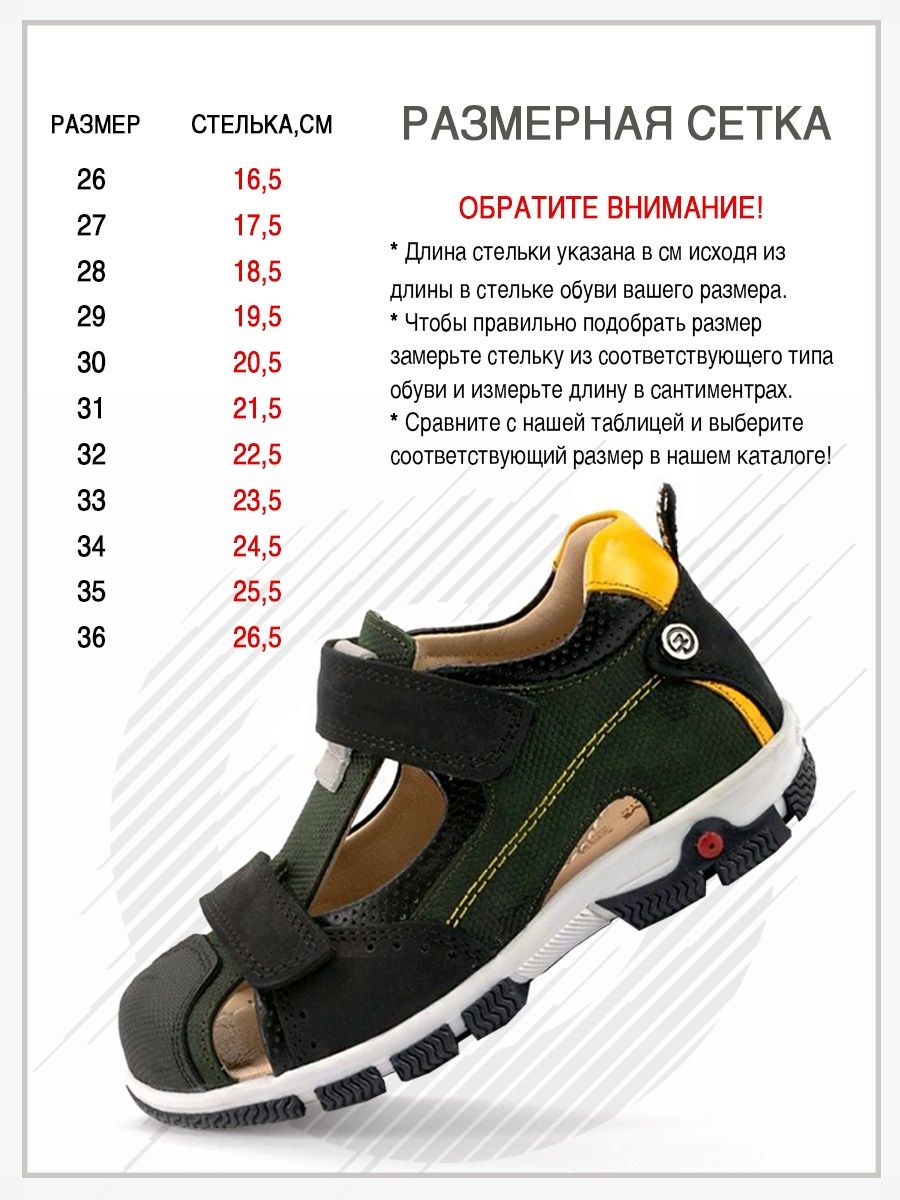 РАЗМЕР СТЕЛЬКА,СМ
26 16,5
27 17,5
28 18,5
29 19,5
30 20,5
31 21,5
32 22,5
33 23,5
34 24,5
35 25,5
36 26,5
РАЗМЕРНАЯ СЕТКА
ОБРАТИТЕ ВНИМАНИЕ!
* Длина стельки указана в см исходя из
длины в стельке обуви вашего размера.
* Чтобы правильно подобрать размер
замерьте стельку из соответствующего типа
обуви и измерьте длину в сантиментрах.
* Сравните с нашей таблицей и выберите
соответствующий размер в нашем каталоге!